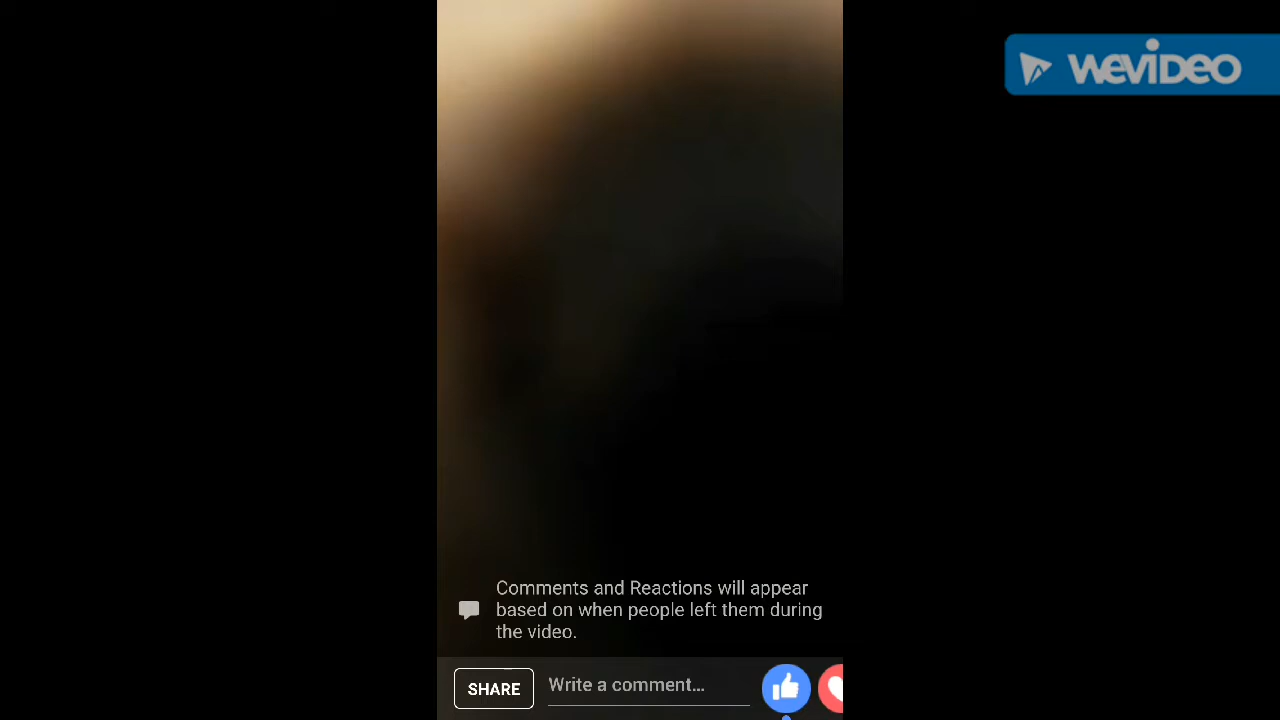 WEVIDEO
Comments and Reactions will appear
based on when people left them during
the video.
SHARE
Write a comment...